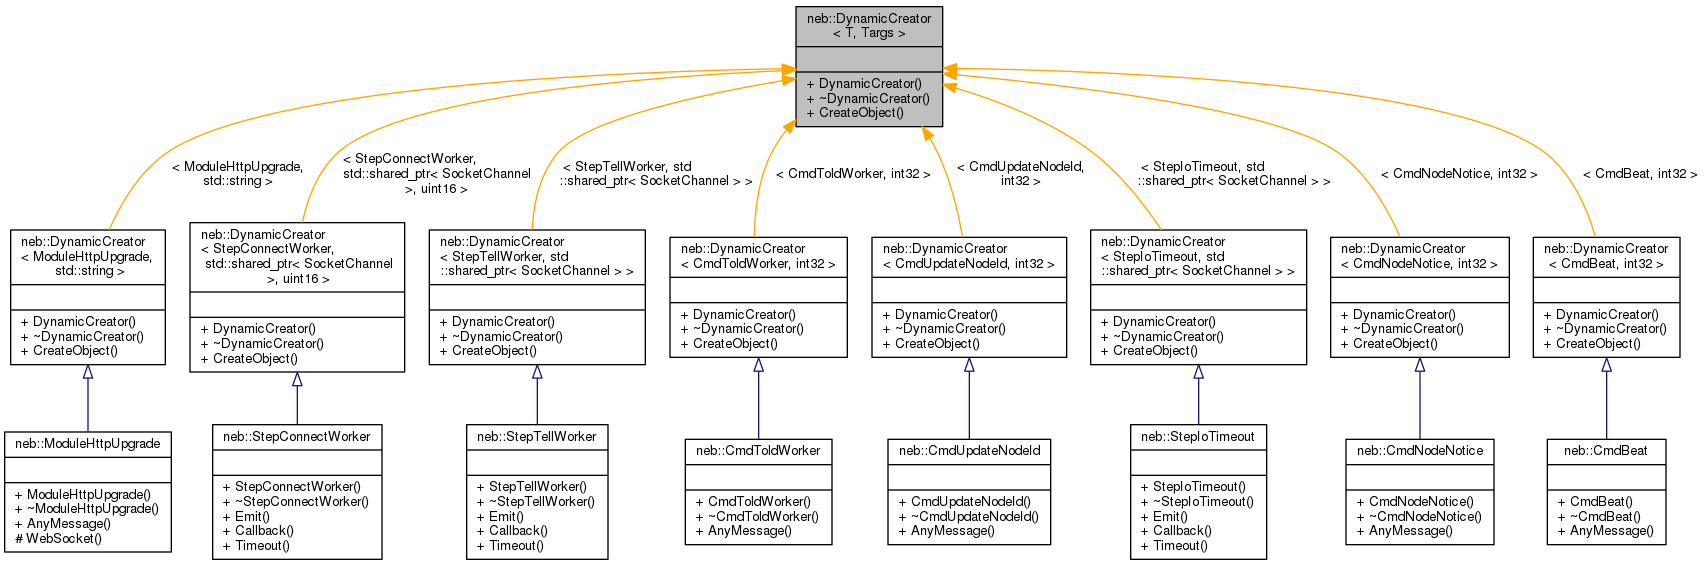 neb::DynamicCreator
< T, Targs >
+ DynamicCreator()
+ ~DynamicCreator()
+ CreateObject()
< ModuleHttpUpgrade,
std::string >
< StepConnectWorker,
std::shared_ptr< SocketChannel
>, uint16 >
< StepTellWorker, std
::shared_ptr< SocketChannel > >
< CmdToldWorker, int32 >
< CmdUpdateNodeId,
int32 >
< StepIoTimeout, std
::shared_ptr< SocketChannel > >
< CmdNodeNotice, int32 >
< CmdBeat, int32 >
neb::DynamicCreator
< ModuleHttpUpgrade,
std::string >
+ DynamicCreator()
+ ~DynamicCreator()
+ CreateObject()
neb::DynamicCreator
< StepConnectWorker,
std::shared_ptr< SocketChannel
>, uint16 >
+ DynamicCreator()
+ ~DynamicCreator()
+ CreateObject()
neb::DynamicCreator
< StepTellWorker, std
::shared_ptr< SocketChannel > >
+ DynamicCreator()
+ ~DynamicCreator()
+ CreateObject()
neb::DynamicCreator
< CmdToldWorker, int32 >
+ DynamicCreator()
+ ~DynamicCreator()
+ CreateObject()
neb::DynamicCreator
< CmdUpdateNodeId, int32 >
+ DynamicCreator()
+ ~DynamicCreator()
+ CreateObject()
neb::DynamicCreator
< StepIoTimeout, std
::shared_ptr< SocketChannel > >
+ DynamicCreator()
+ ~DynamicCreator()
+ CreateObject()
neb::DynamicCreator
< CmdNodeNotice, int32 >
+ DynamicCreator()
+ ~DynamicCreator()
+ CreateObject()
neb::DynamicCreator
< CmdBeat, int32 >
+ DynamicCreator()
+ ~DynamicCreator()
+ CreateObject()
neb::ModuleHttpUpgrade
+ ModuleHttpUpgrade()
+ ~ModuleHttpUpgrade()
+ AnyMessage()
# WebSocket()
neb::StepConnectWorker
+ StepConnectWorker()
+ ~StepConnectWorker()
+ Emit()
+ Callback()
+ Timeout()
neb::StepTellWorker
+ StepTellWorker()
+ ~StepTellWorker()
+ Emit()
+ Callback()
+ Timeout()
neb::CmdToldWorker
+ CmdToldWorker()
+ ~CmdToldWorker()
+ AnyMessage()
neb::CmdUpdateNodeId
+ CmdUpdateNodeId()
+ ~CmdUpdateNodeId()
+ AnyMessage()
neb::StepIoTimeout
+ StepIoTimeout()
+ ~StepIoTimeout()
+ Emit()
+ Callback()
+ Timeout()
neb::CmdNodeNotice
+ CmdNodeNotice()
+ ~CmdNodeNotice()
+ AnyMessage()
neb::CmdBeat
+ CmdBeat()
+ ~CmdBeat()
+ AnyMessage()